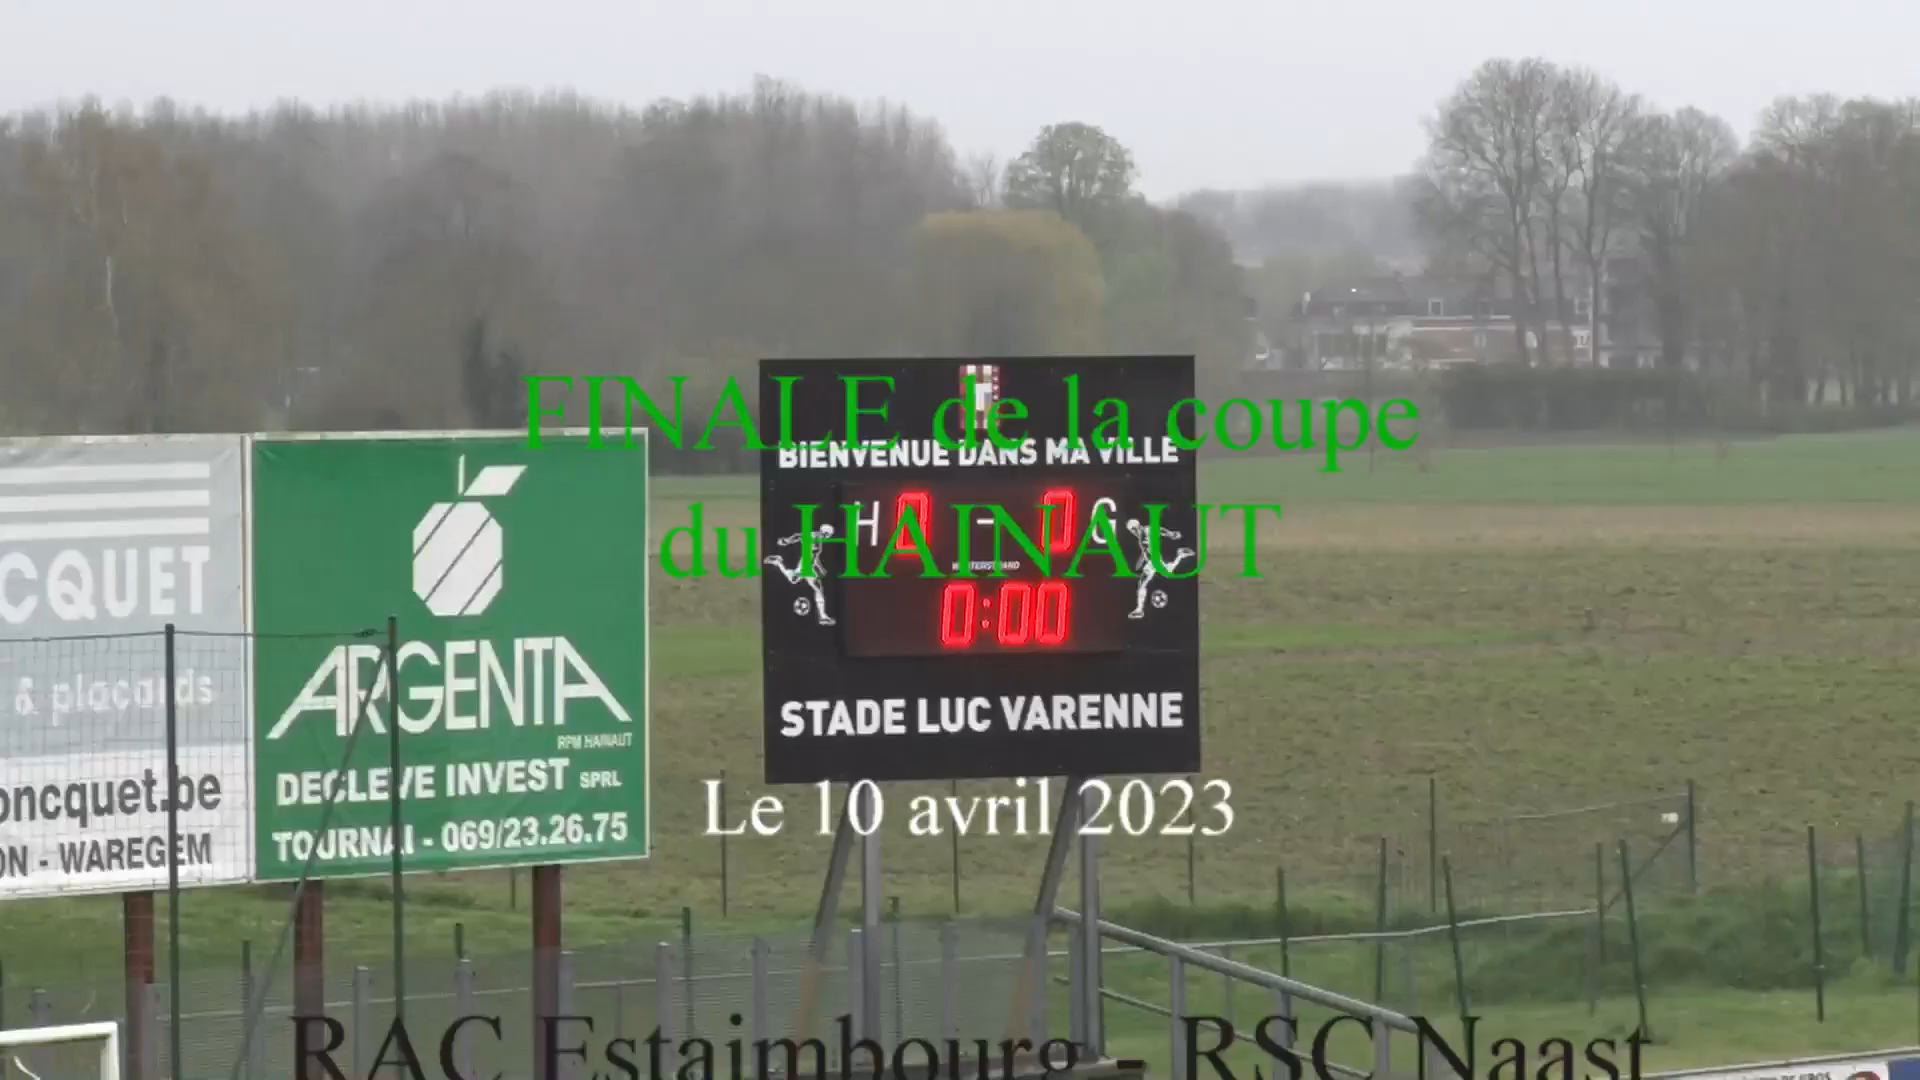 FINALE de la coupe
du HAINAUT
BIENVENUE DANS MA VILLE
H 0 - 0 G
0:00
STADE LUC VARENNE
Le 10 avril 2023
RAC Estaimbourg - RSC Naast
CQUET
& placards
oncquet.be
ON - WAREGEM
ARGENTA
RPM HAINAUT
DECLEVE INVEST SPRL
TOURNAI - 069/23.26.75